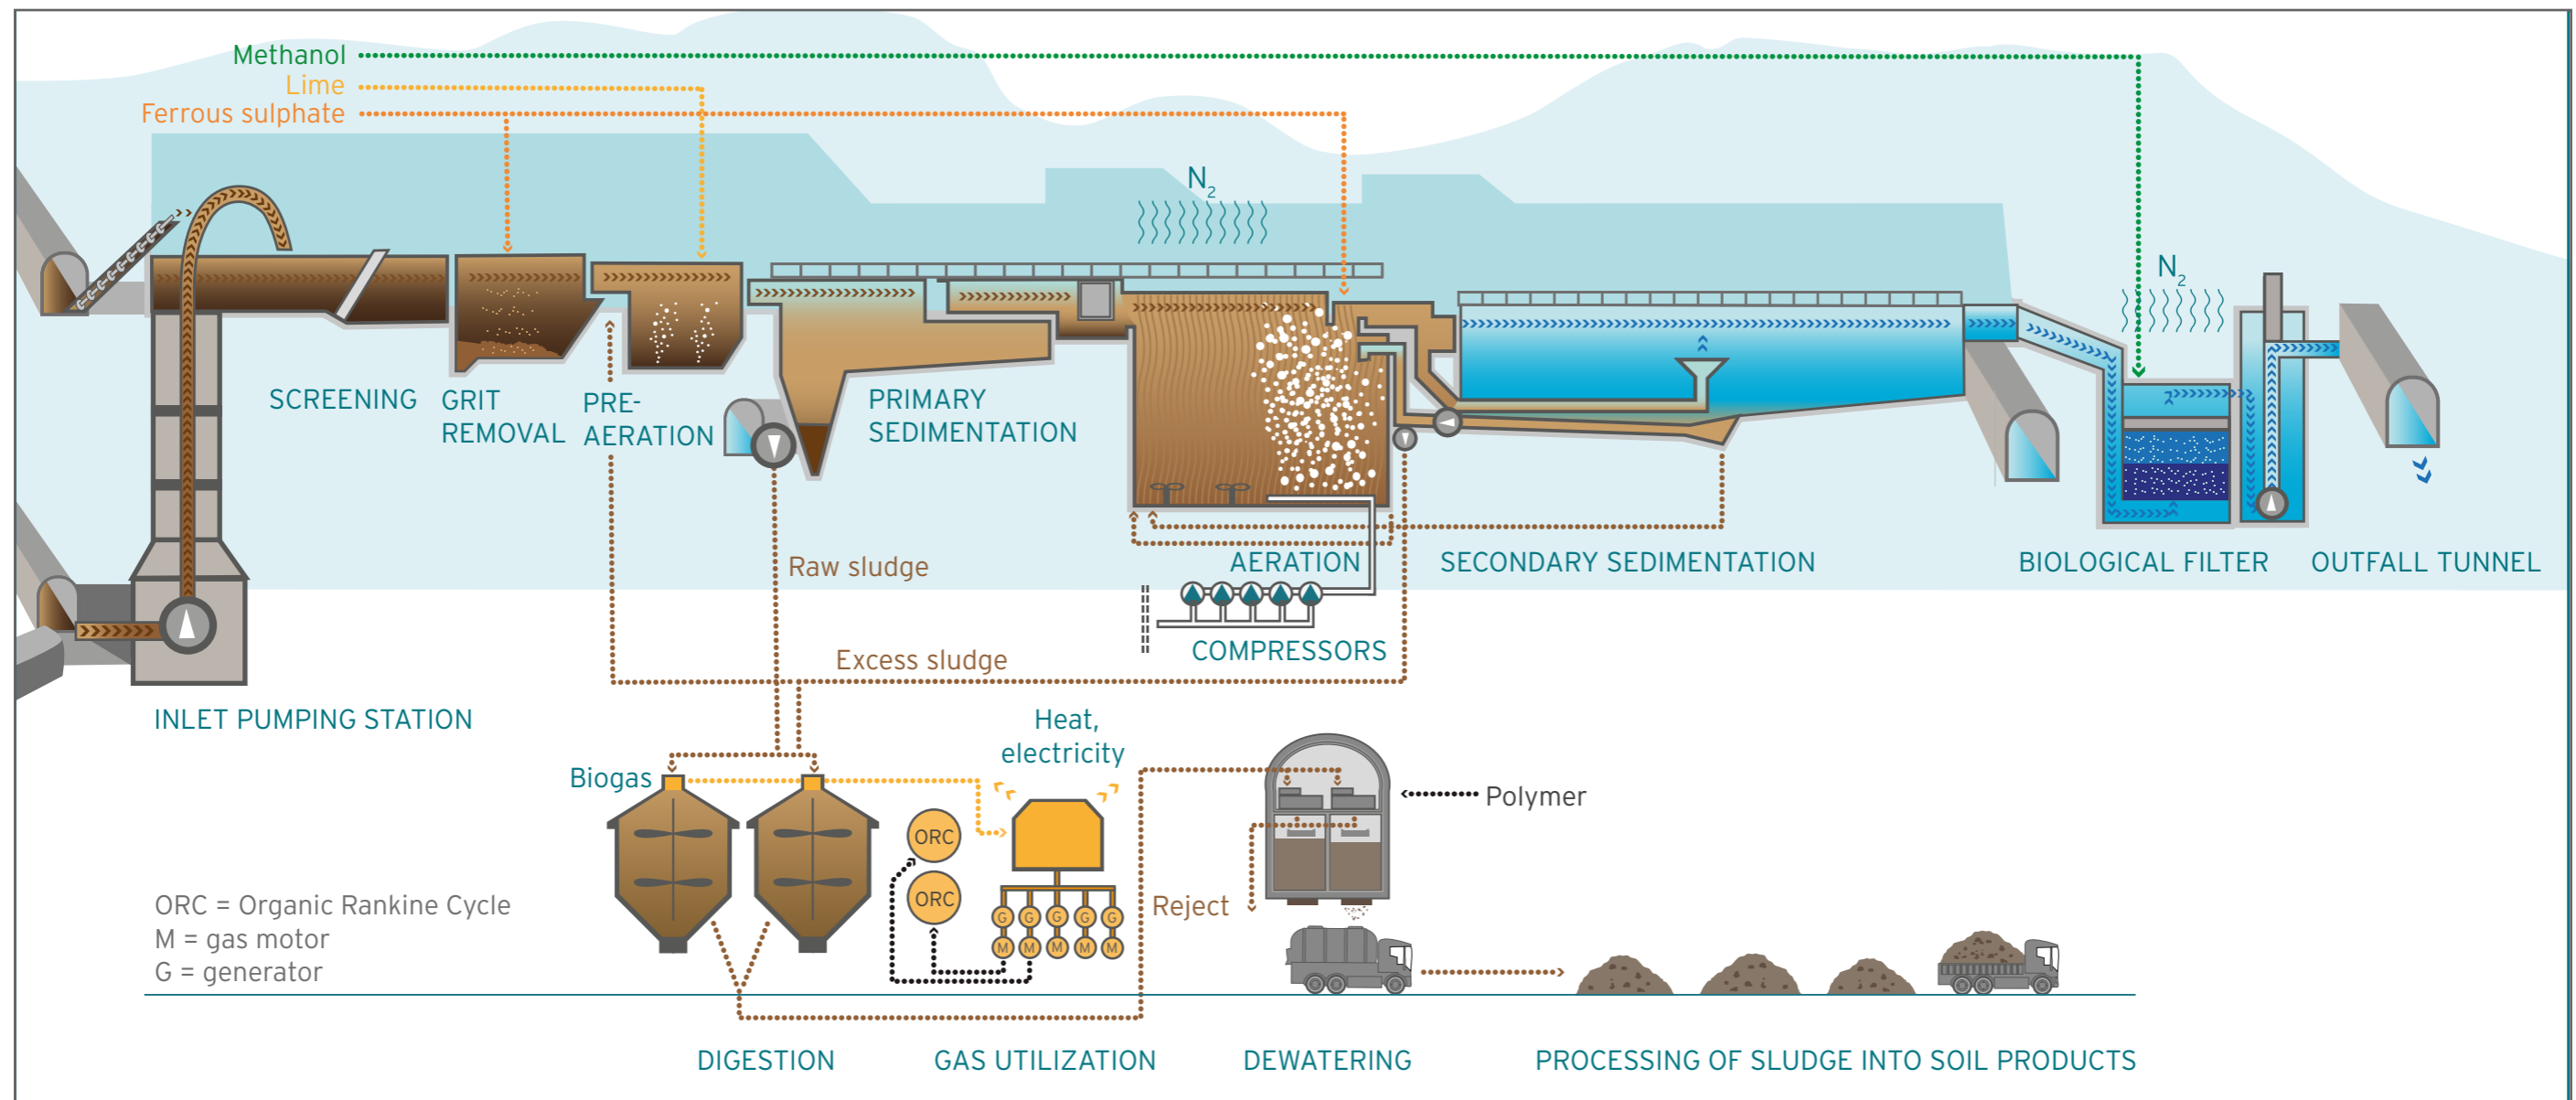 Methanol
Lime
Ferrous sulphate
N2
N2
SCREENING
GRIT
REMOVAL
PRE-
AERATION
PRIMARY
SEDIMENTATION
AERATION
SECONDARY SEDIMENTATION
BIOLOGICAL FILTER
OUTFALL TUNNEL
Raw sludge
COMPRESSORS
Excess sludge
INLET PUMPING STATION
Heat,
electricity
Biogas
Polymer
ORC
ORC
Reject
G G G G G
M M M M M
ORC = Organic Rankine Cycle
M = gas motor
G = generator
DIGESTION
GAS UTILIZATION
DEWATERING
PROCESSING OF SLUDGE INTO SOIL PRODUCTS